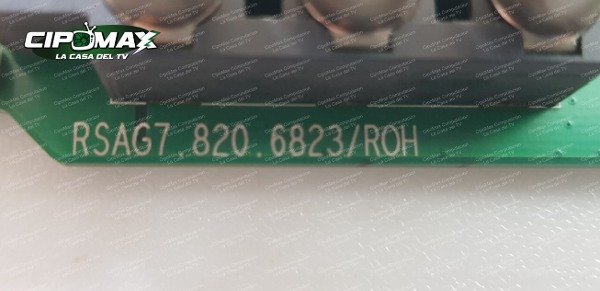 CIPOMAX
LA CASA DEL TV
RSAG7.820.6823/ROH